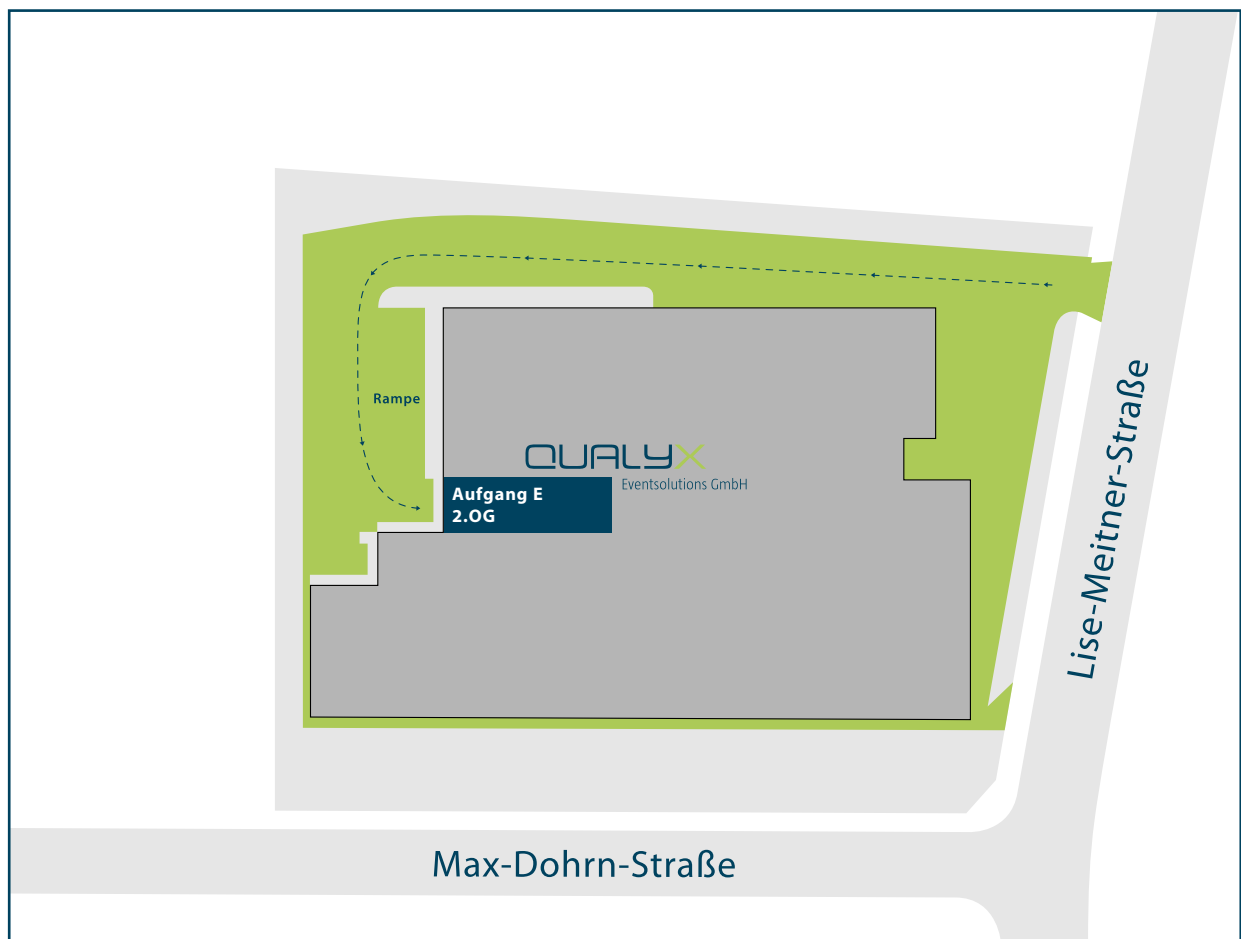 Rampe
QUALYX
Eventsolutions GmbH
Aufgang E
2.OG
Lise-Meitner-Straße
Max-Dohrn-Straße